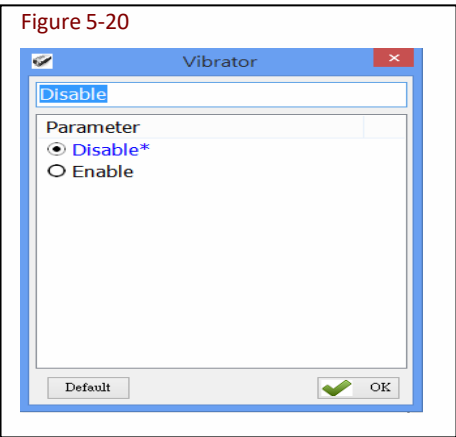 Figure 5-20
Vibrator
Disable
Parameter
Disable*
Enable
Default
OK